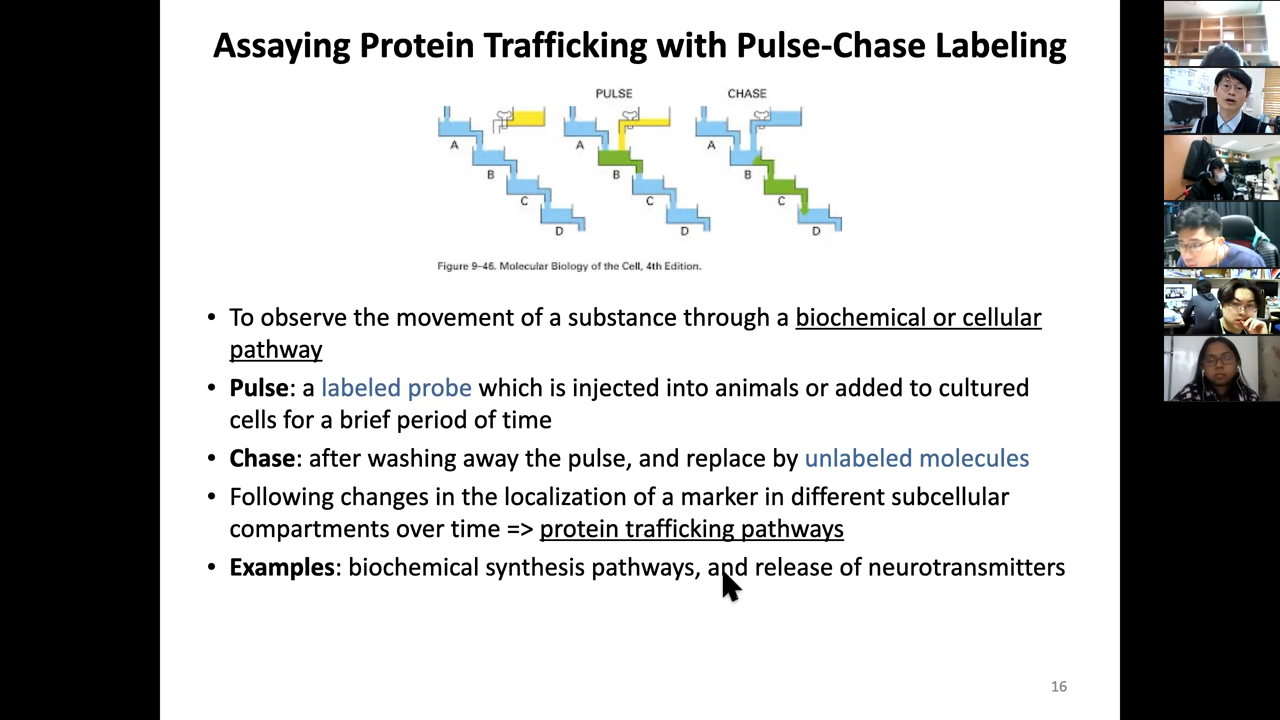 Assaying Protein Trafficking with Pulse-Chase Labeling
PULSE
CHASE
A
B
C
D
A
B
C
D
A
B
C
D
Figure 9–46. Molecular Biology of the Cell, 4th Edition.
• To observe the movement of a substance through a biochemical or cellular
pathway
• Pulse: a labeled probe which is injected into animals or added to cultured
cells for a brief period of time
• Chase: after washing away the pulse, and replace by unlabeled molecules
• Following changes in the localization of a marker in different subcellular
compartments over time => protein trafficking pathways
• Examples: biochemical synthesis pathways, and release of neurotransmitters
16